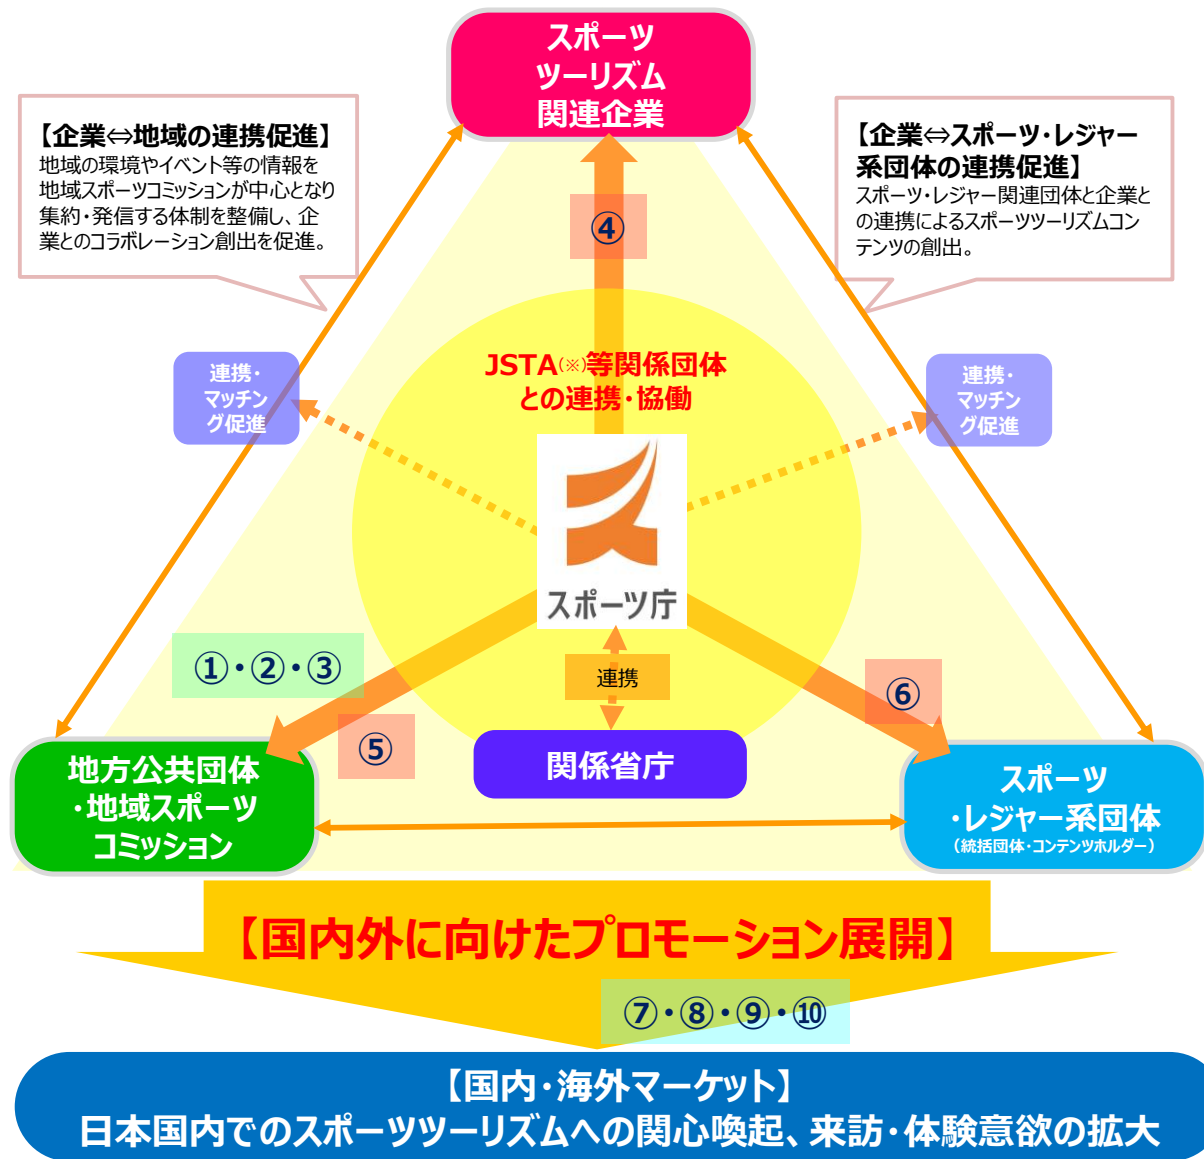 スポーツ
ツーリズム
関連企業
【企業⇔地域の連携促進】
地域の環境やイベント等の情報を
地域スポーツコミッションが中心となり
集約・発信する体制を整備し、企
業とのコラボレーション創出を促進。
【企業⇔スポーツ・レジャー
系団体の連携促進】
スポーツ・レジャー関連団体と企業と
の連携によるスポーツツーリズムコン
テンツの創出。
④
連携・
マッチン
グ促進
JSTA(※)等関係団体
との連携・協働
連携・
マッチン
グ促進
スポーツ庁
①・②・③
連携
⑥
⑤
関係省庁
地方公共団体
・地域スポーツ
コミッション
スポーツ
・レジャー系団体
（統括団体・コンテンツホルダー）
【国内外に向けたプロモーション展開】
⑦・⑧・⑨・⑩
【国内・海外マーケット】
日本国内でのスポーツツーリズムへの関心喚起、来訪・体験意欲の拡大